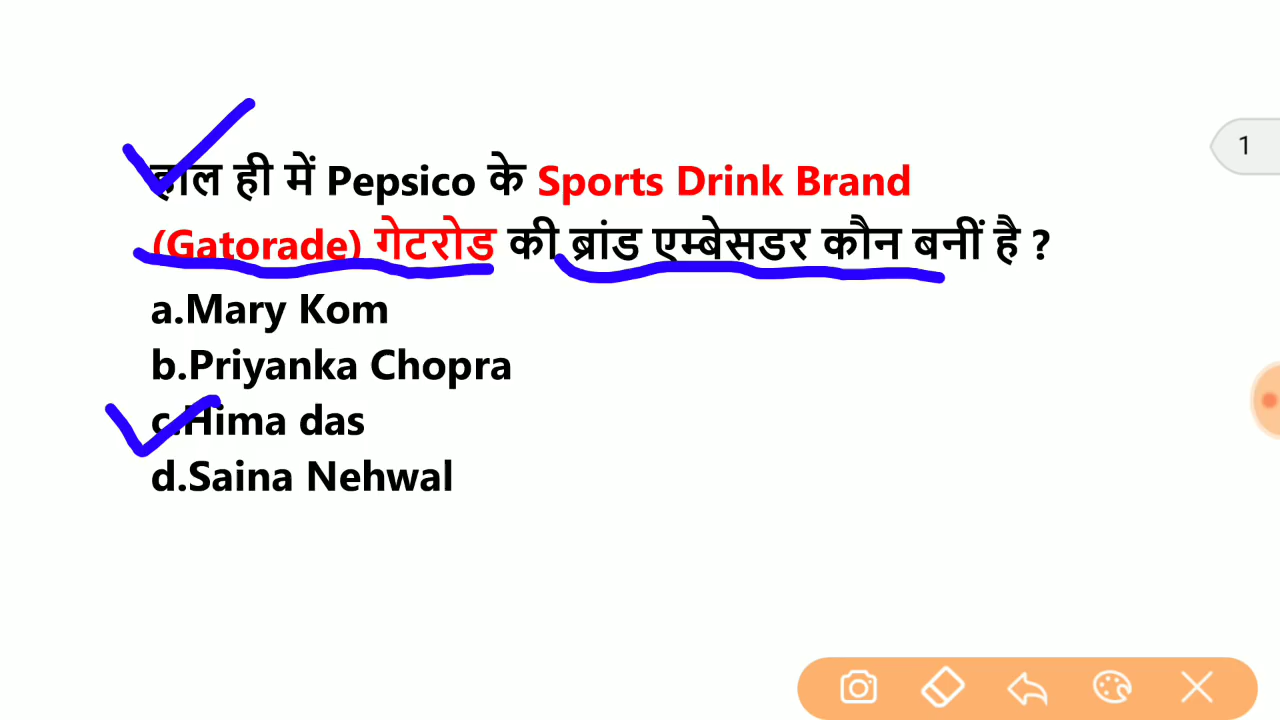 हाल ही में Pepsico के Sports Drink Brand
(Gatorade) गेटरोड की ब्रांड एम्बेसडर कौन बनीं है ?
a.Mary Kom
b.Priyanka Chopra
c.Hima das
d.Saina Nehwal
1